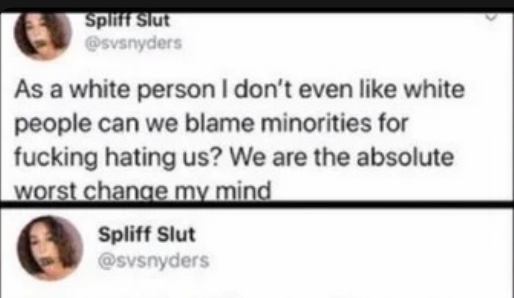 Spliff Slut
@svsnyders
As a white person I don't even like white
people can we blame minorities for
fucking hating us? We are the absolute
worst change my mind
Spliff Slut
@svsnyders